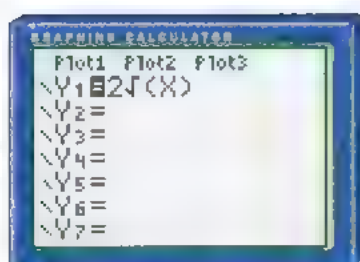 GRAPHING CALCULATOR
Plot1 Plot2 Plot3
\Y1=2√(X)
\Y2=
\Y3=
\Y4=
\Y5=
\Y6=
\Y7=